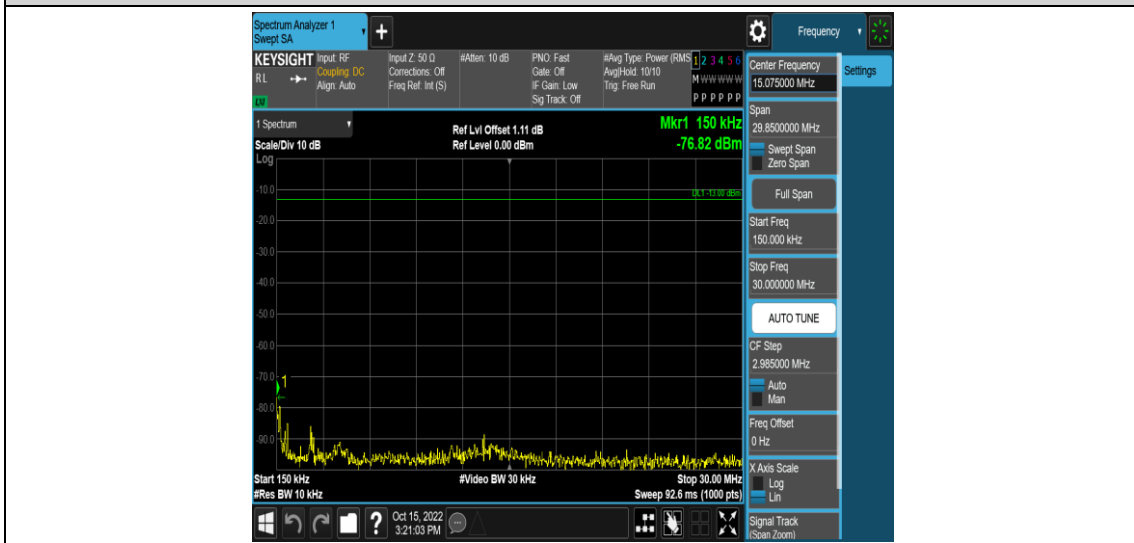 Spectrum Analyzer 1
Swept SA
+
Frequency
KEYSIGHT
RL
LXI
Input: RF
Coupling: DC
Align: Auto
Input Z: 50 Ω
Corrections: Off
Freq Ref: Int (S)
#Atten: 10 dB
PNO: Fast
Gate: Off
IF Gain: Low
Sig Track: Off
#Avg Type: Power (RMS
Avg|Hold: 10/10
Trig: Free Run
1 2 3 4 5 6
M W W W W W
P P P P P P
1 Spectrum
Scale/Div 10 dB
Ref Lvl Offset 1.11 dB
Ref Level 0.00 dBm
Mkr1 150 kHz
-76.82 dBm
Log
DL1 -13.00 dBm
-10.0
-20.0
-30.0
-40.0
-50.0
-60.0
-70.0
1
-80.0
-90.0
Start 150 kHz
#Video BW 30 kHz
Stop 30.00 MHz
#Res BW 10 kHz
Sweep 92.6 ms (1000 pts)
?
Oct 15, 2022
3:21:03 PM
Center Frequency
15.075000 MHz
Settings
Span
29.8500000 MHz
Swept Span
Zero Span
Full Span
Start Freq
150.000 kHz
Stop Freq
30.000000 MHz
AUTO TUNE
CF Step
2.985000 MHz
Auto
Man
Freq Offset
0 Hz
X Axis Scale
Log
Lin
Signal Track
(Span Zoom)